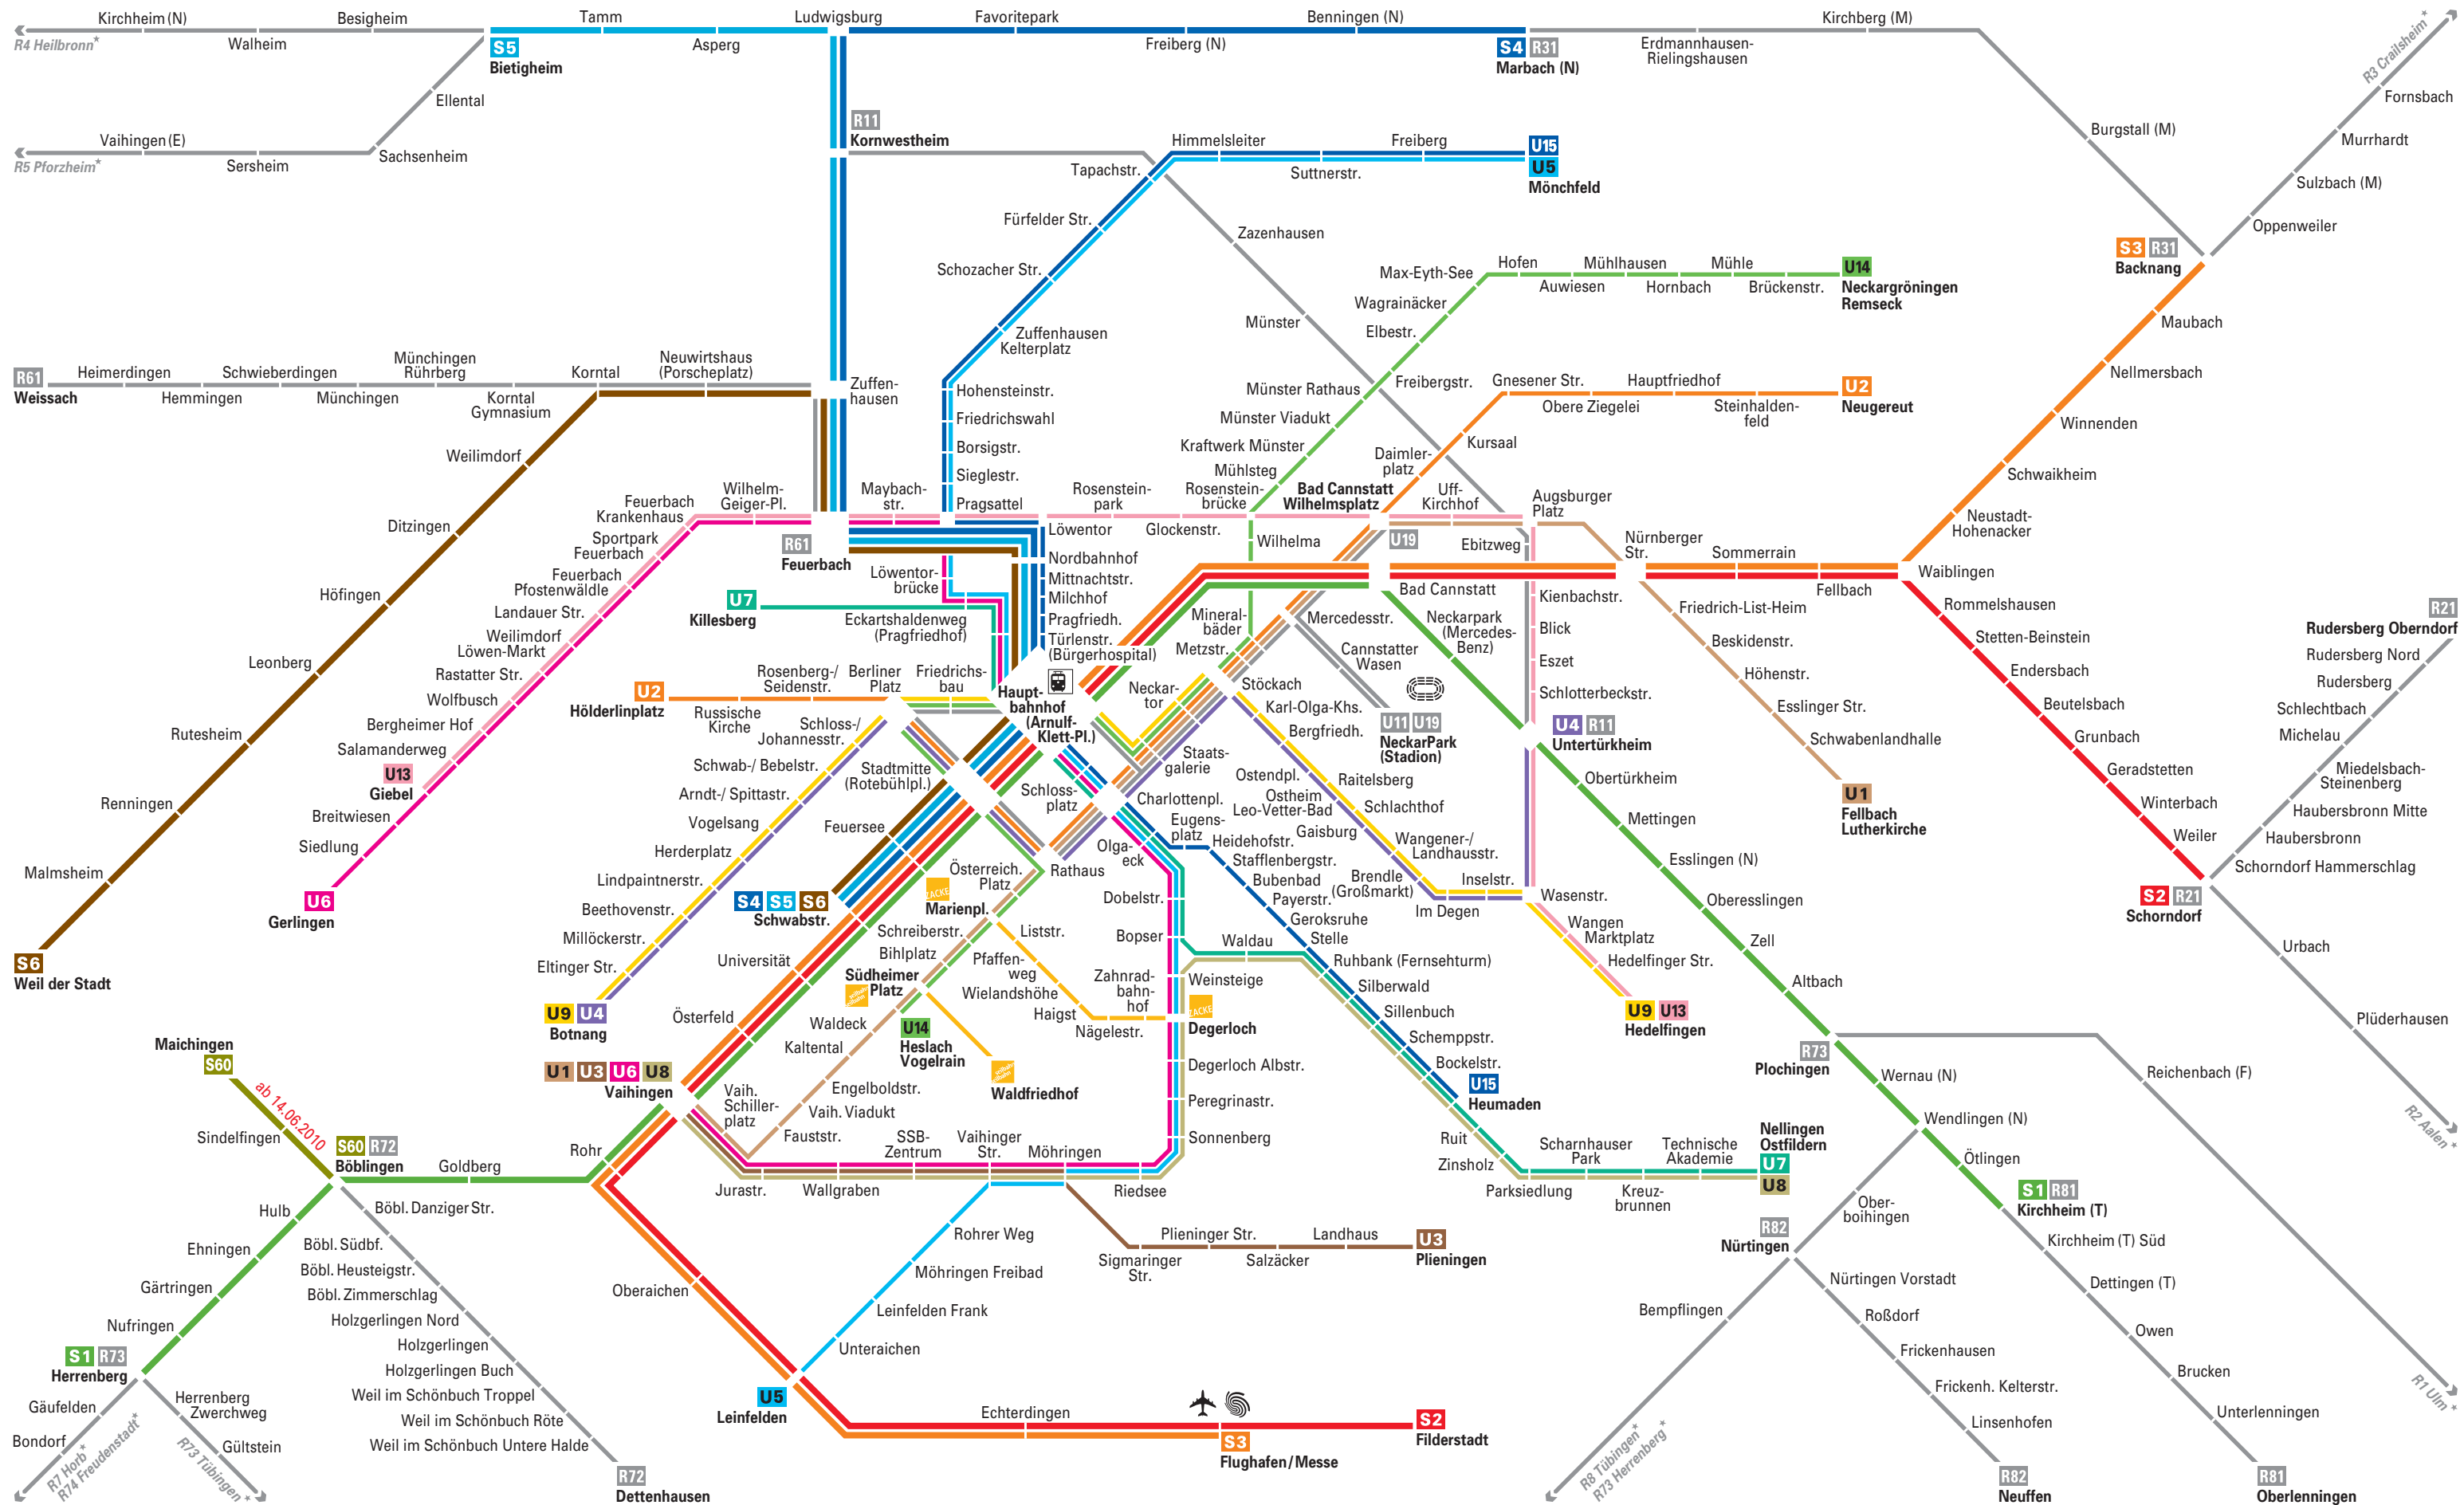 Kirchheim (N)
Besigheim
R4 Heilbronn*
Walheim
Tamm
Ludwigsburg
Favoritepark
Benningen (N)
Kirchberg (M)
S5
Bietigheim
Asperg
Freiberg (N)
S4 R31
Marbach (N)
Erdmannhausen-
Rielingshausen
R3 Crailsheim*
Fornsbach
Murrhardt
Sulzbach (M)
Oppenweiler
Burgstall (M)
Ellental
Vaihingen (E)
R5 Pforzheim*
Sersheim
Sachsenheim
R11
Kornwestheim
Tapachstr.
Himmelsleiter
Freiberg
Suttnerstr.
U15
U5
Mönchfeld
Fürfelder Str.
Schozacher Str.
Zuffenhausen
Kelterplatz
Zazenhausen
Münster
Max-Eyth-See
Wagrainäcker
Elbestr.
Hofen
Mühlhausen
Mühle
Auwiesen
Hornbach
Brückenstr.
U14
Neckargröningen
Remseck
S3 R31
Backnang
Maubach
Nellmersbach
Winnenden
Schwaikheim
Neustadt-
Hohenacker
R61
Weissach
Heimerdingen
Hemmingen
Schwieberdingen
Münchingen
Münchingen
Rührberg
Korntal
Gymnasium
Korntal
Neuwirtshaus
(Porscheplatz)
Zuffen-
hausen
Hohensteinstr.
Friedrichswahl
Borsigstr.
Sieglestr.
Pragsattel
Münster Rathaus
Münster Viadukt
Kraftwerk Münster
Mühlsteg
Freibergstr.
Gnesener Str.
Hauptfriedhof
Obere Ziegelei
Steinhalden-
feld
U2
Neugereut
Kursaal
Daimler-
platz
Weilimdorf
Ditzingen
Höfingen
Leonberg
Rutesheim
Renningen
Malmsheim
S6
Weil der Stadt
Wilhelm-
Geiger-Pl.
Maybach-
str.
Feuerbach
Krankenhaus
Sportpark
Feuerbach
Feuerbach
Pfostenwäldle
Landauer Str.
Weilimdorf
Löwen-Markt
Rastatter Str.
Wolfbusch
Bergheimer Hof
Salamanderweg
U13
Giebel
Breitwiesen
Siedlung
U6
Gerlingen
R61
Feuerbach
Rosenstein-
park
Rosenstein-
brücke
Bad Cannstatt
Wilhelmsplatz
Uff-
Kirchhof
Augsburger
Platz
Löwentor
Glockenstr.
Wilhelma
U19
Ebitzweg
Nürnberger
Str.
Sommerrain
Fellbach
Waiblingen
Nordbahnhof
Mittnachtstr.
Milchhof
Pragfriedh.
Türlenstr.
(Bürgerhospital)
Löwentor-
brücke
U7
Killesberg
Eckartshaldenweg
(Pragfriedhof)
Mineral-
bäder
Metzstr.
Mercedesstr.
Cannstatter
Wasen
Bad Cannstatt
Neckarpark
(Mercedes-
Benz)
Kienbachstr.
Blick
Eszet
Schlotterbeckstr.
Friedrich-List-Heim
Beskidenstr.
Höhenstr.
Esslinger Str.
Schwabenlandhalle
U1
Fellbach
Lutherkirche
Rommelshausen
Stetten-Beinstein
Endersbach
Beutelsbach
Grunbach
Geradstetten
Winterbach
Weiler
S2 R21
Schorndorf
R21
Rudersberg Oberndorf
Rudersberg Nord
Rudersberg
Schlechtbach
Michelau
Miedelsbach-
Steinenberg
Haubersbronn Mitte
Haubersbronn
Schorndorf Hammerschlag
Urbach
Plüderhausen
R2 Aalen *
U2
Hölderlinplatz
Rosenberg-/
Seidenstr.
Berliner
Platz
Friedrichs-
bau
Russische
Kirche
Haupt-
bahnhof
(Arnulf-
Klett-Pl.)
Neckar-
tor
Stöckach
Karl-Olga-Khs.
Bergfriedh.
U11 U19
NeckarPark
(Stadion)
U4 R11
Untertürkheim
Schloss-/
Johannesstr.
Schwab-/ Bebelstr.
Arndt-/ Spittastr.
Vogelsang
Herderplatz
Lindpaintnerstr.
Beethovenstr.
Millöckerstr.
Eltinger Str.
U9 U4
Botnang
Stadtmitte
(Rotebühlpl.)
Feuersee
Schloss-
platz
Staats-
galerie
Charlottenpl.
Eugens-
platz
Olga-
eck
Ostendpl.
Ostheim
Leo-Vetter-Bad
Gaisburg
Raitelsberg
Schlachthof
Wangener-/
Landhausstr.
Brendle
(Großmarkt)
Inselstr.
Im Degen
Wasenstr.
Wangen
Marktplatz
Hedelfinger Str.
U9 U13
Hedelfingen
Obertürkheim
Mettingen
Esslingen (N)
Oberesslingen
Zell
Altbach
R73
Plochingen
Wernau (N)
Wendlingen (N)
Ötlingen
S1 R81
Kirchheim (T)
Reichenbach (F)
R1 Ulm *
Heidehofstr.
Stafflenbergstr.
Bubenbad
Payerstr.
Geroksruhe
Stelle
Ruhbank (Fernsehturm)
Silberwald
Sillenbuch
Schemppstr.
Bockelstr.
U15
Heumaden
Österreich.
Platz
Rathaus
S4 S5 S6
Schwabstr.
ZACKE
Marienpl.
Schreiberstr.
Bihlplatz
Südheimer
Platz
Liststr.
Pfaffen-
weg
Wielandshöhe
Haigst
Nägelestr.
Zahnrad-
bahn-
hof
Dobelstr.
Bopser
Waldau
Weinsteige
ZACKE
Degerloch
Degerloch Albstr.
Peregrinastr.
Sonnenberg
Universität
Österfeld
U1 U3 U6 U8
Vaihingen
Waldeck
Kaltental
Engelboldstr.
Vaih. Viadukt
Fauststr.
Vaih.
Schiller-
platz
U14
Heslach
Vogelrain
Waldfriedhof
SSB-
Zentrum
Vaihinger
Str.
Möhringen
Jurastr.
Wallgraben
Riedsee
Ruit
Zinsholz
Scharnhauser
Park
Technische
Akademie
Parksiedlung
Kreuz-
brunnen
Nellingen
Ostfildern
U7
U8
Maichingen
S60
ab 14.06.2010
Sindelfingen
S60 R72
Böblingen
Goldberg
Rohr
Hulb
Ehningen
Gärtringen
Nufringen
S1 R73
Herrenberg
Gäufelden
Bondorf
R7 Horb*
R74 Freudenstadt*
Herrenberg
Zwerchweg
Gültstein
R73 Tübingen *
Böbl. Danziger Str.
Böbl. Südbf.
Böbl. Heusteigstr.
Böbl. Zimmerschlag
Holzgerlingen Nord
Holzgerlingen
Holzgerlingen Buch
Weil im Schönbuch Troppel
Weil im Schönbuch Röte
Weil im Schönbuch Untere Halde
R72
Dettenhausen
Oberaichen
Rohrer Weg
Möhringen Freibad
Leinfelden Frank
Unteraichen
U5
Leinfelden
Echterdingen
S3
Flughafen/Messe
S2
Filderstadt
Sigmaringer
Str.
Plieninger Str.
Salzäcker
Landhaus
U3
Plieningen
Ober-
boihingen
R82
Nürtingen
Bempflingen
R8 Tübingen*
R73 Herrenberg *
Nürtingen Vorstadt
Roßdorf
Frickenhausen
Frickenh. Kelterstr.
Linsenhofen
R82
Neuffen
Kirchheim (T) Süd
Dettingen (T)
Owen
Brucken
Unterlenningen
R81
Oberlenningen